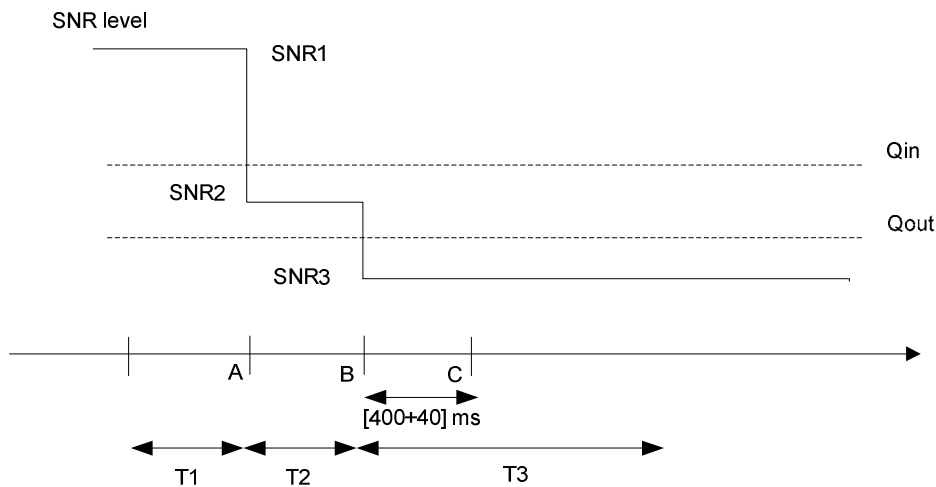 SNR level
SNR1
Qin
SNR2
Qout
SNR3
A
B
C
[400+40] ms
T1
T2
T3